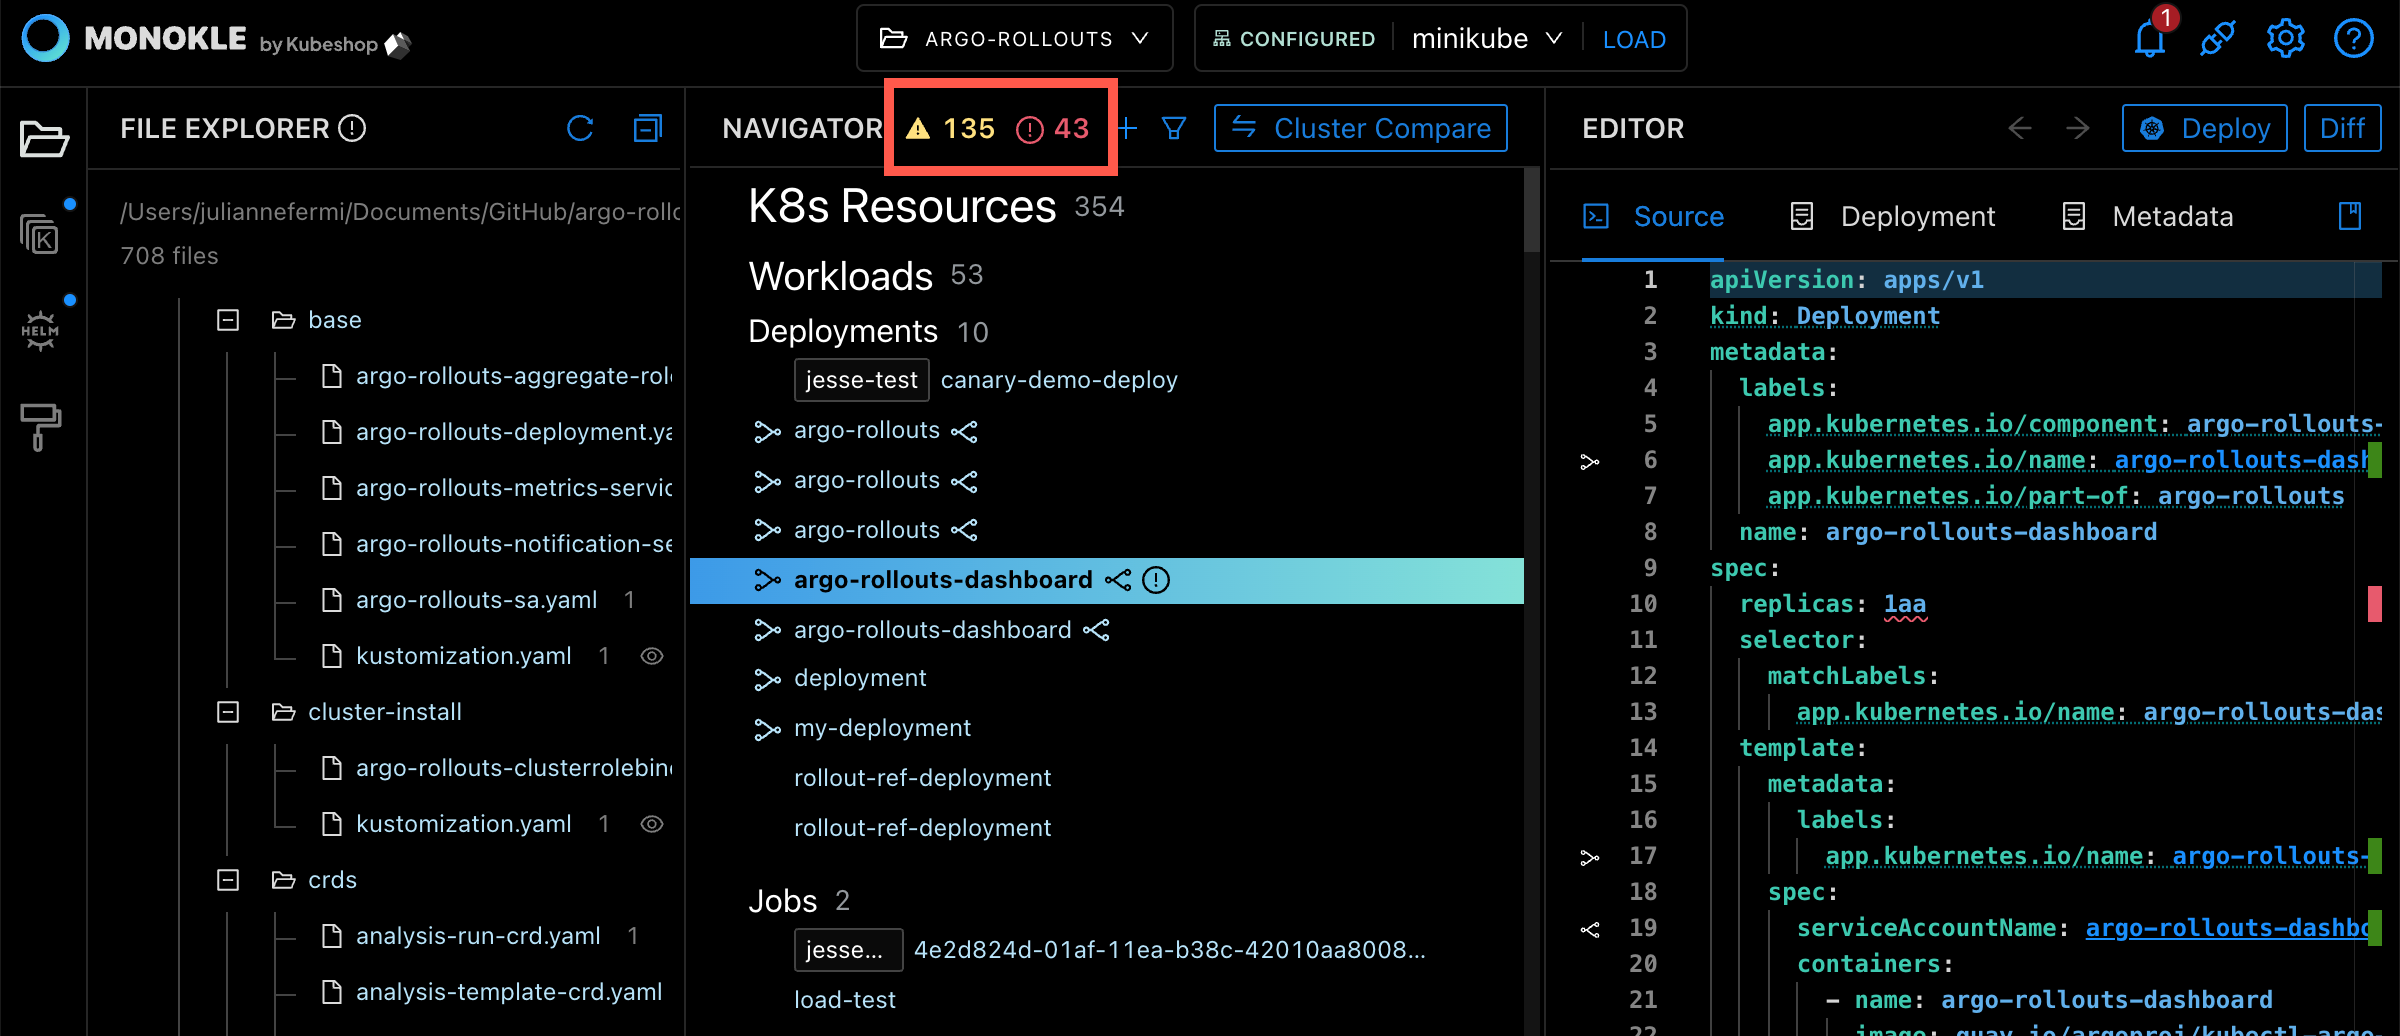 MONOKLE by Kubeshop
ARGO-ROLLOUTS
CONFIGURED minikube LOAD
1
FILE EXPLORER
/Users/juliannefermi/Documents/GitHub/argo-rollo
708 files
base
argo-rollouts-aggregate-role
argo-rollouts-deployment.ya
argo-rollouts-metrics-servic
argo-rollouts-notification-se
argo-rollouts-sa.yaml 1
kustomization.yaml 1
cluster-install
argo-rollouts-clusterrolebind
kustomization.yaml 1
crds
analysis-run-crd.yaml 1
analysis-template-crd.yaml
K
HELM
NAVIGATOR 135 43 + Cluster Compare
K8s Resources 354
Workloads 53
Deployments 10
jesse-test canary-demo-deploy
argo-rollouts
argo-rollouts
argo-rollouts
argo-rollouts-dashboard
argo-rollouts-dashboard
deployment
my-deployment
rollout-ref-deployment
rollout-ref-deployment
Jobs 2
jesse... 4e2d824d-01af-11ea-b38c-42010aa8008...
load-test
EDITOR Deploy Diff
Source Deployment Metadata
1 apiVersion: apps/v1
2 kind: Deployment
3 metadata:
4 labels:
5 app.kubernetes.io/component: argo-rollouts-
6 app.kubernetes.io/name: argo-rollouts-dash
7 app.kubernetes.io/part-of: argo-rollouts
8 name: argo-rollouts-dashboard
9 spec:
10 replicas: 1aa
11 selector:
12 matchLabels:
13 app.kubernetes.io/name: argo-rollouts-das
14 template:
15 metadata:
16 labels:
17 app.kubernetes.io/name: argo-rollouts-
18 spec:
19 serviceAccountName: argo-rollouts-dashbo
20 containers:
21 - name: argo-rollouts-dashboard
22 image: quay.io/argoproj/kubectl-argo-